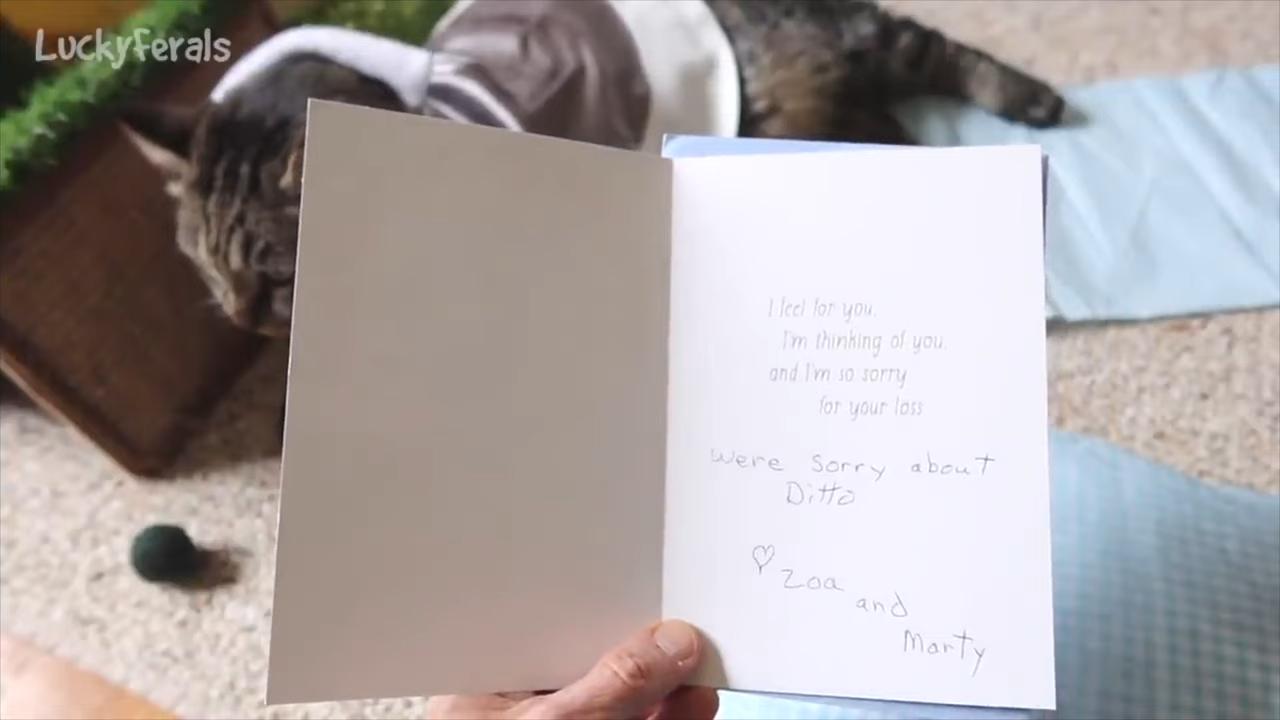 Luckyferals
I feel for you,
I'm thinking of you,
and I'm so sorry
for your loss
were sorry about
Ditto
♡ Zoa
and
Marty